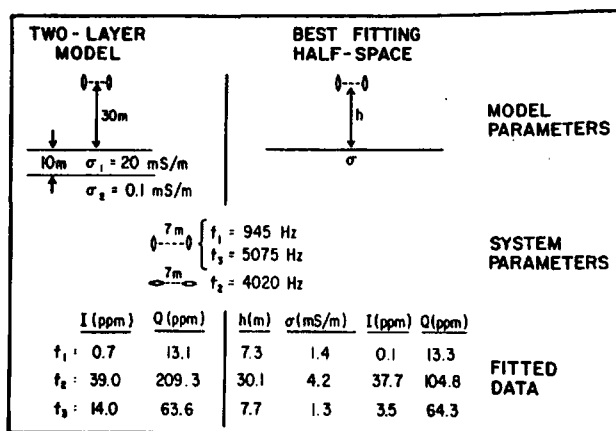 TWO-LAYER MODEL
BEST FITTING HALF-SPACE
30m
h
MODEL PARAMETERS
10m σ₁ = 20 mS/m
σ
σ₂ = 0.1 mS/m
7m f₁ = 945 Hz
f₃ = 5075 Hz
7m f₂ = 4020 Hz
SYSTEM PARAMETERS
I (ppm) Q (ppm) h(m) σ(mS/m) I(ppm) Q(ppm)
f₁: 0.7 13.1 7.3 1.4 0.1 13.3
f₂: 39.0 209.3 30.1 4.2 37.7 104.8
f₃: 14.0 63.6 7.7 1.3 3.5 64.3
FITTED DATA